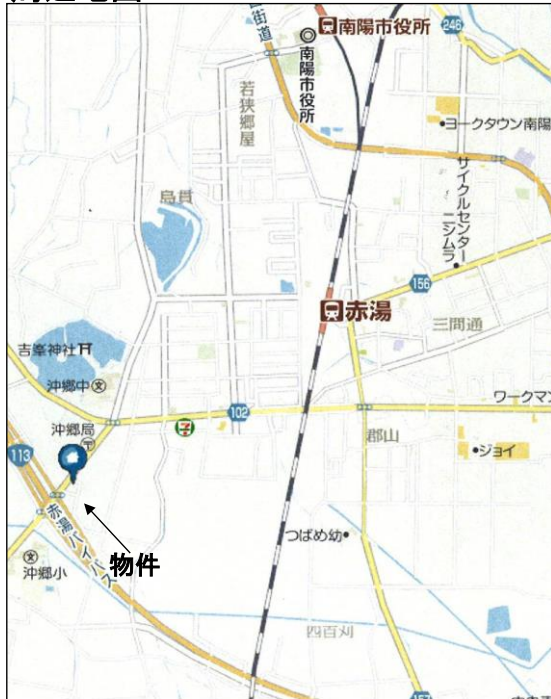 街道
南陽市役所
246
南陽市役所
若狭郷屋
ヨークタウン南陽
島貫
サイクルセンター
ニシムラ
156
赤湯
三間通
吉峯神社
沖郷中
ワークマン
102
沖郷局
郡山
ジョイ
113
赤湯バイパス
物件
つばめ幼
沖郷小
四百刈